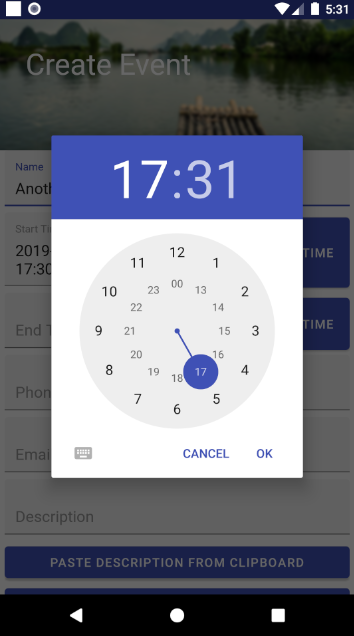 5:31
Create Event
Name
Anoth
Start Ti
2019-
17:30
TIME
End T
TIME
Phon
Email
Description
PASTE DESCRIPTION FROM CLIPBOARD
17:31
12
11
1
00
23
13
10
2
22
14
9
21
15
3
20
16
8
4
19
17
18
7
5
6
CANCEL
OK